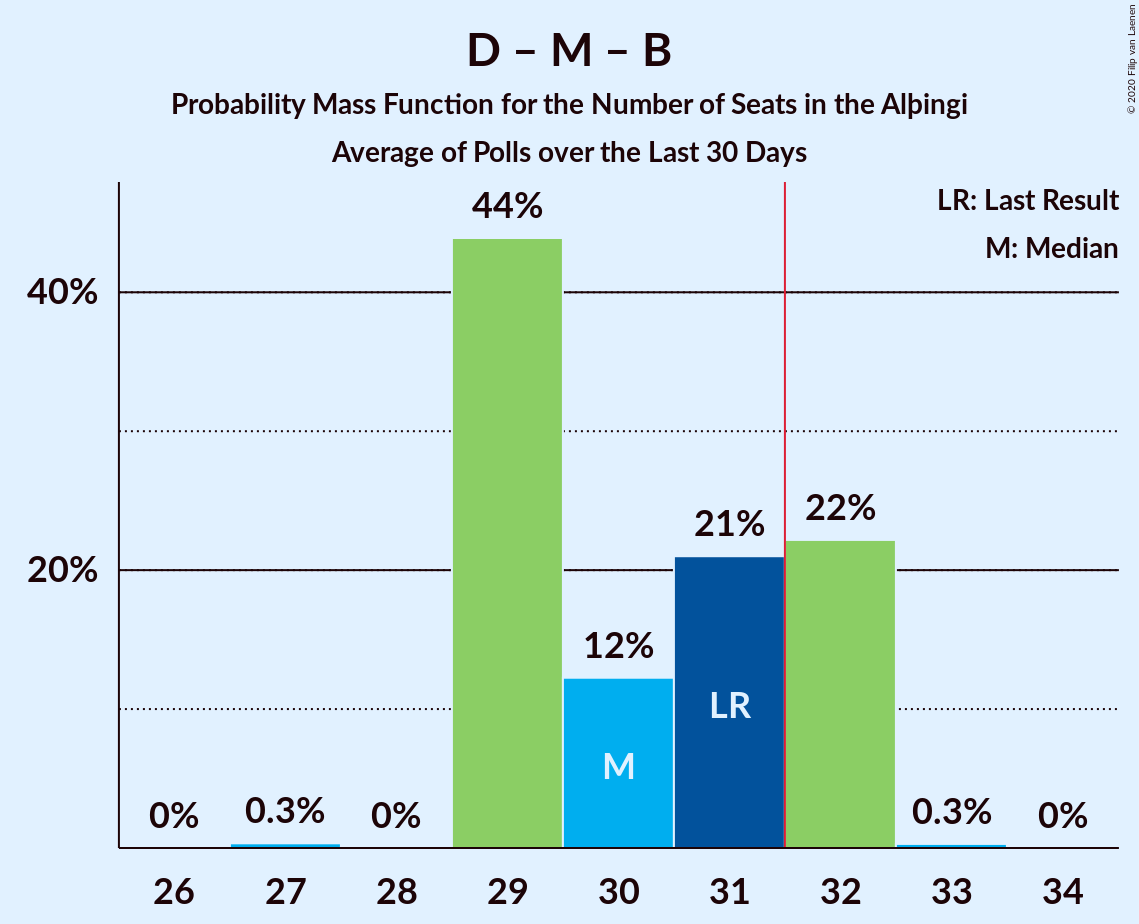 D – M – B
Probability Mass Function for the Number of Seats in the Alþingi
Average of Polls over the Last 30 Days
© 2020 Filip van Laenen
LR: Last Result
M: Median
44%
40%
22%
21%
20%
12%
LR
M
0%
0.3%
0%
0.3%
0%
26
27
28
29
30
31
32
33
34